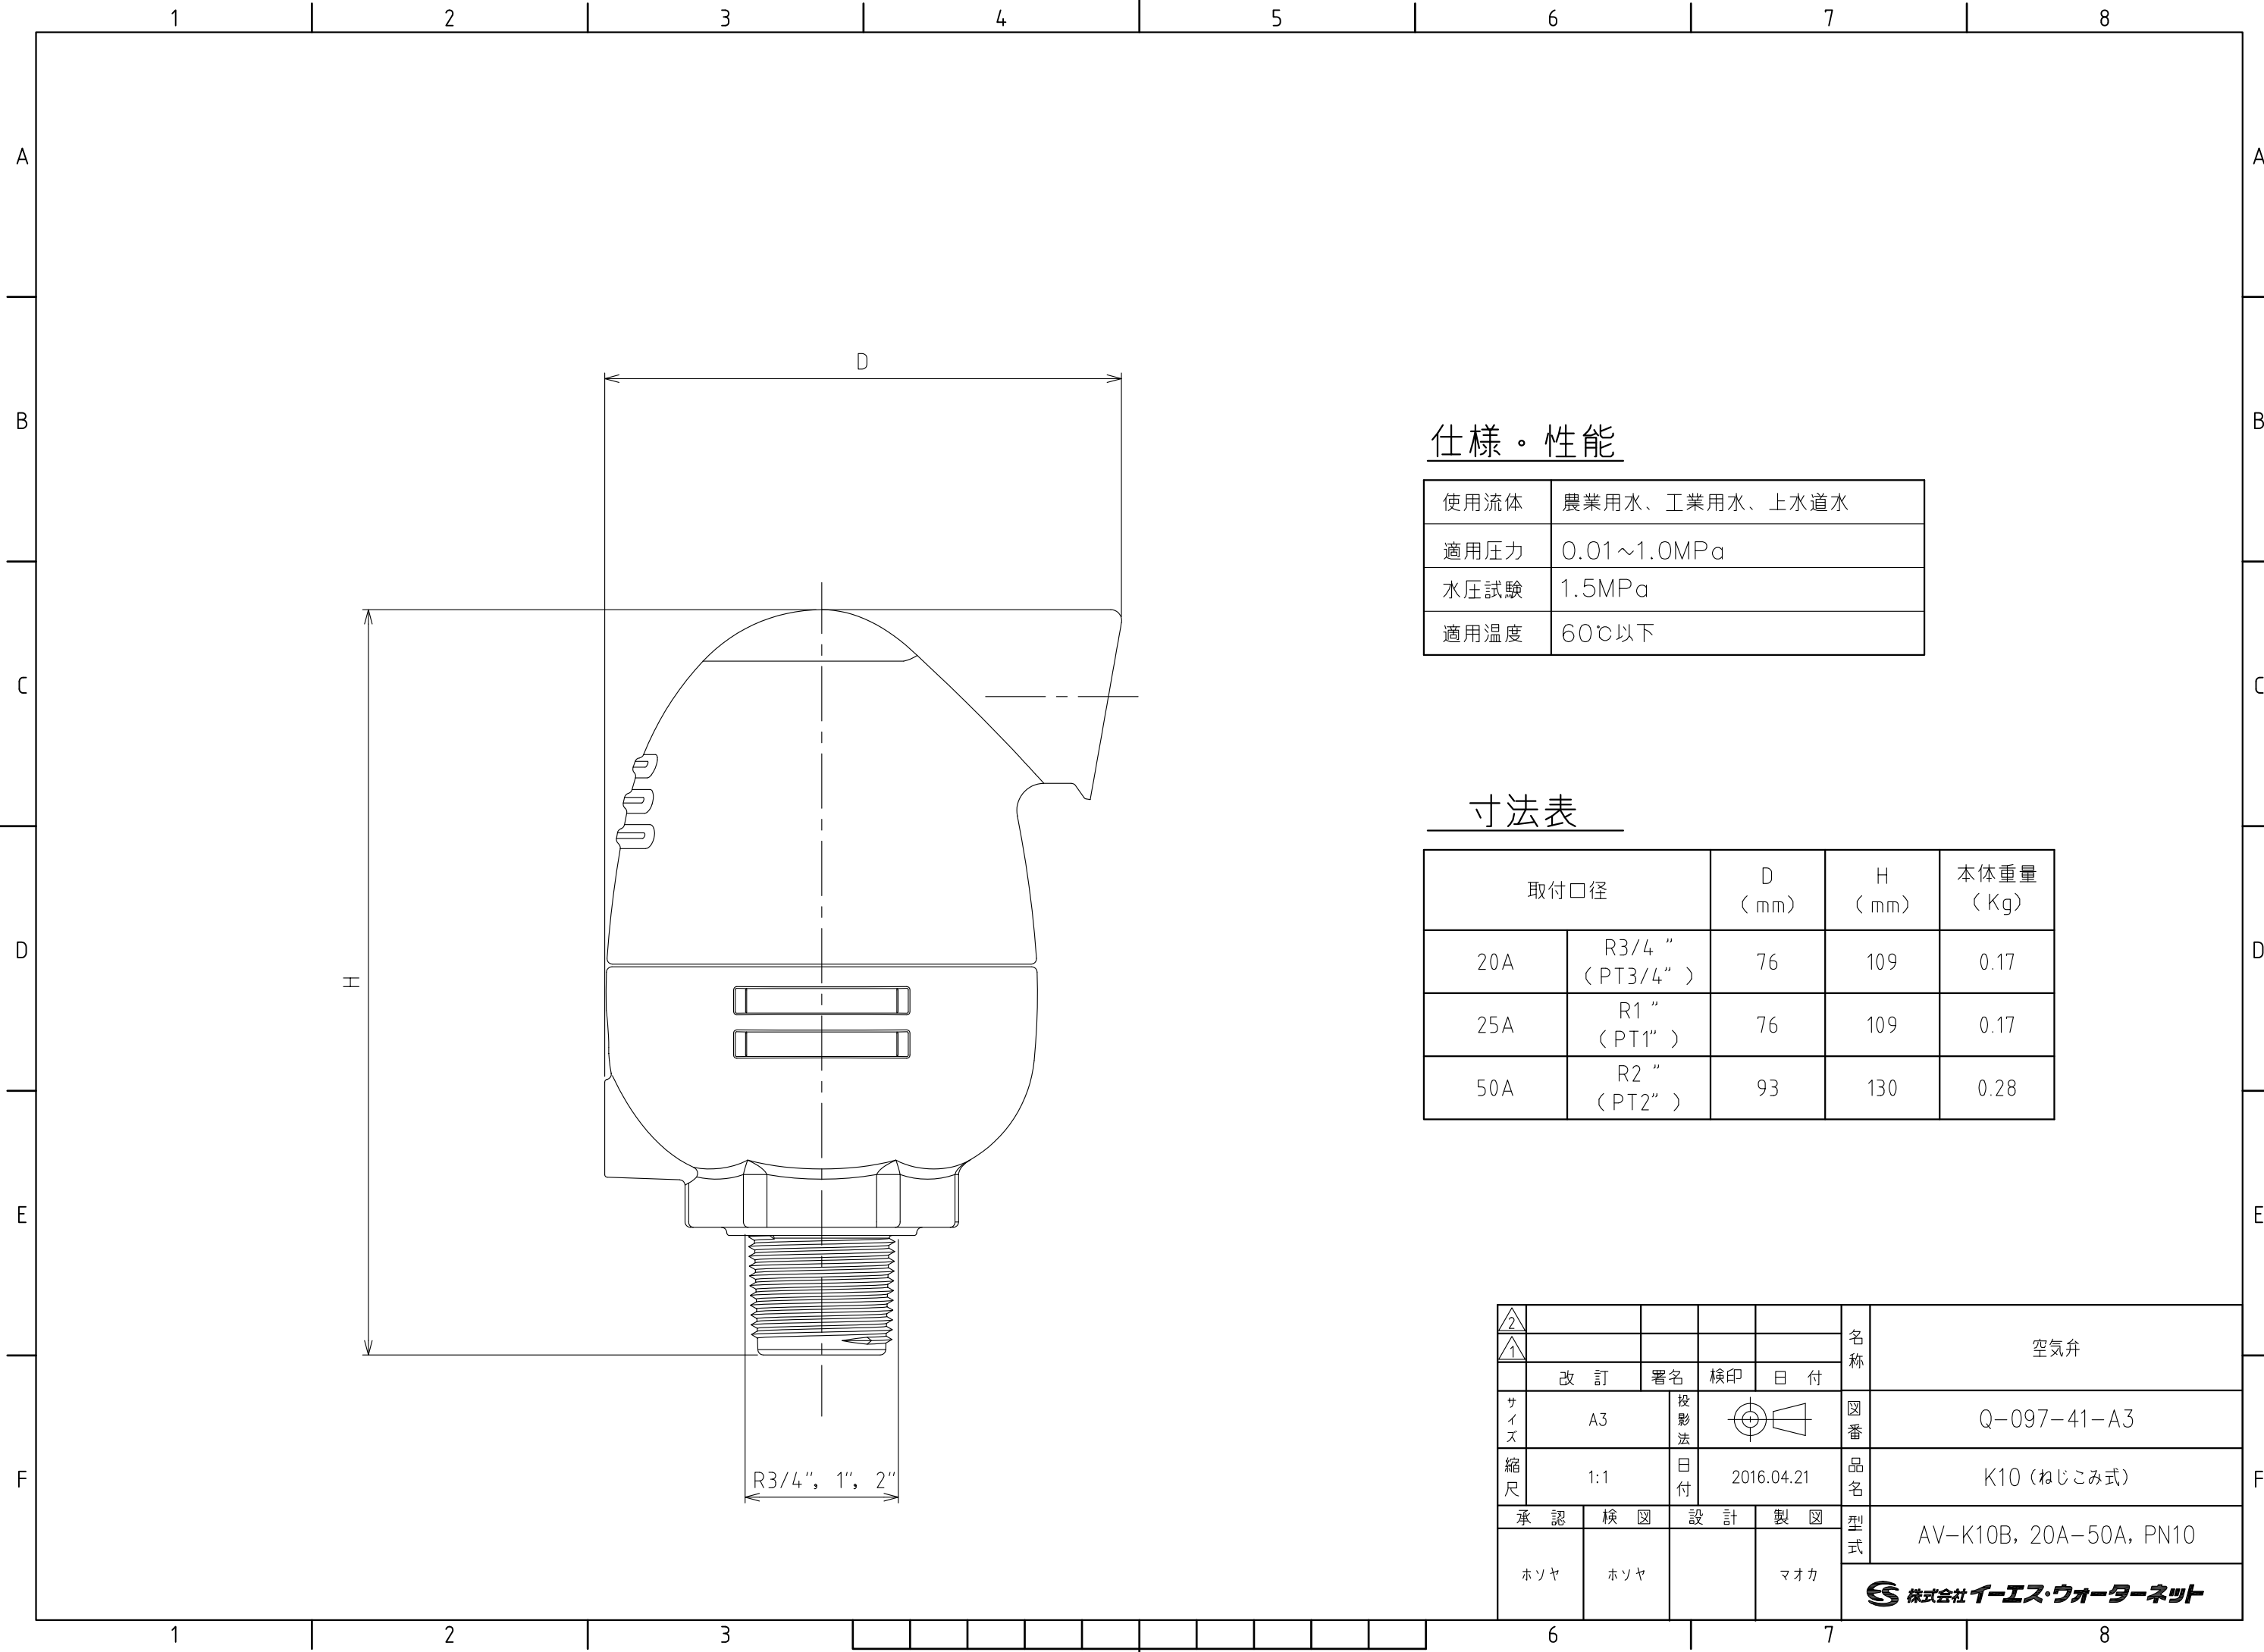 1 2 3 4 5 6 7 8
A A
B B
C C
D D
E E
F F
D
H
R3/4", 1", 2"
仕様・性能
使用流体 農業用水、工業用水、上水道水
適用圧力 0.01～1.0MPa
水圧試験 1.5MPa
適用温度 60℃以下
寸法表
取付口径 D (mm) H (mm) 本体重量 (Kg)
20A R3/4 " (PT3/4" ) 76 109 0.17
25A R1 " (PT1" ) 76 109 0.17
50A R2 " (PT2" ) 93 130 0.28
2
1
改訂 署名 検印 日付
名称 空気弁
サイズ A3 投影法
図番 Q-097-41-A3
縮尺 1:1 日付 2016.04.21
品名 K10 (ねじこみ式)
承認 検図 設計 製図
型式 AV-K10B, 20A-50A, PN10
ホソヤ ホソヤ マオカ
株式会社イーエス・ウォーターネット
1 2 3 6 7 8